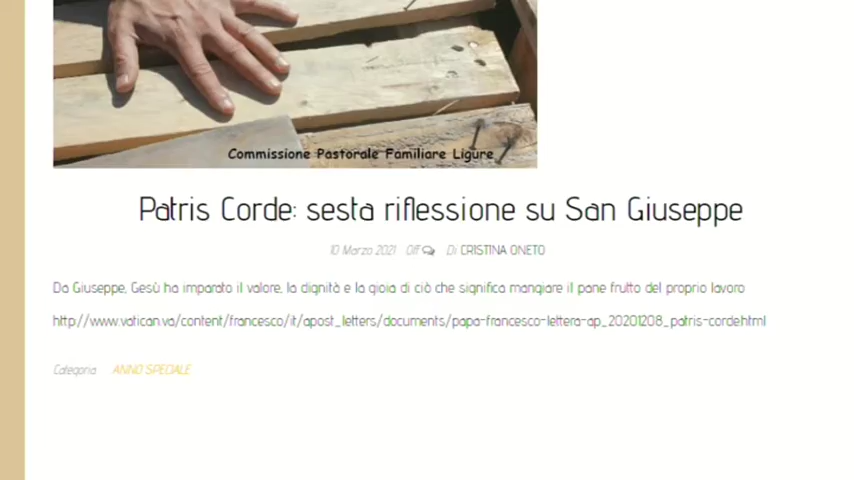 Commissione Pastorale Familiare Ligure
Patris Corde: sesta riflessione su San Giuseppe
10 Marzo 2021 Off Di CRISTINA ONETO
Da Giuseppe, Gesù ha imparato il valore, la dignità e la gioia di ciò che significa mangiare il pane frutto del proprio lavoro
http://www.vatican.va/content/francesco/it/apost_letters/documents/papa-francesco-lettera-ap_20201208_patris-corde.html
Categoria ANNO SPECIALE